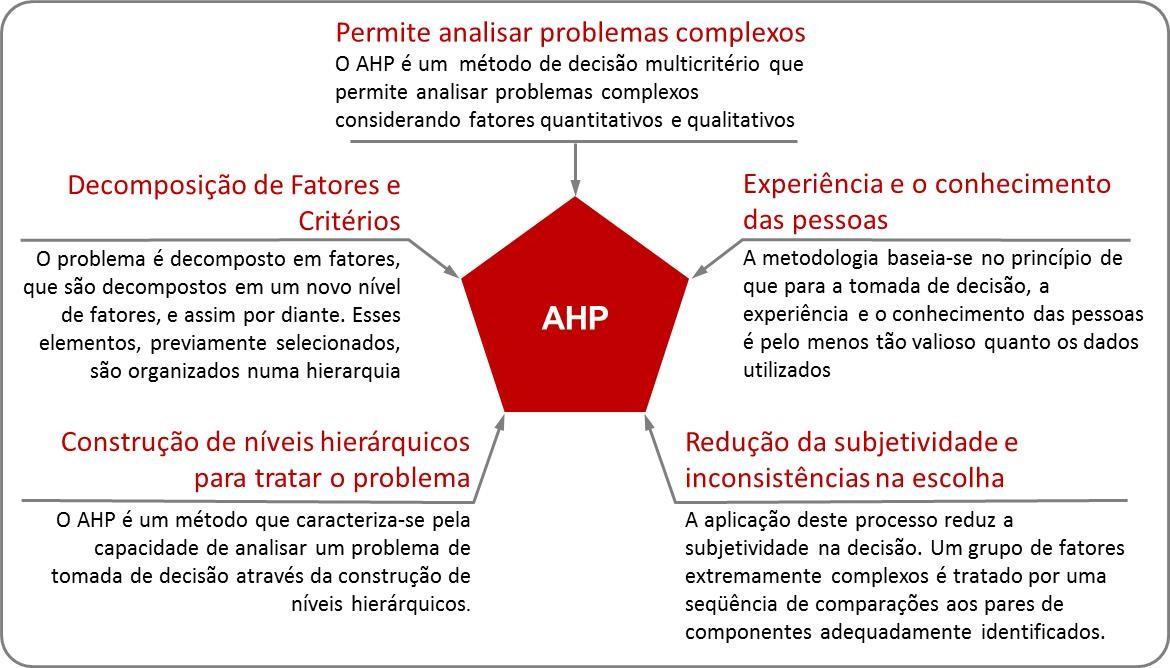 Permite analisar problemas complexos
O AHP é um método de decisão multicritério que
permite analisar problemas complexos
considerando fatores quantitativos e qualitativos
Decomposição de Fatores e
Critérios
O problema é decomposto em fatores,
que são decompostos em um novo nível
de fatores, e assim por diante. Esses
elementos, previamente selecionados,
são organizados numa hierarquia
Experiência e o conhecimento
das pessoas
A metodologia baseia-se no princípio de
que para a tomada de decisão, a
experiência e o conhecimento das pessoas
é pelo menos tão valioso quanto os dados
utilizados
AHP
Construção de níveis hierárquicos
para tratar o problema
O AHP é um método que caracteriza-se pela
capacidade de analisar um problema de
tomada de decisão através da construção de
níveis hierárquicos.
Redução da subjetividade e
inconsistências na escolha
A aplicação deste processo reduz a
subjetividade na decisão. Um grupo de fatores
extremamente complexos é tratado por uma
seqüência de comparações aos pares de
componentes adequadamente identificados.